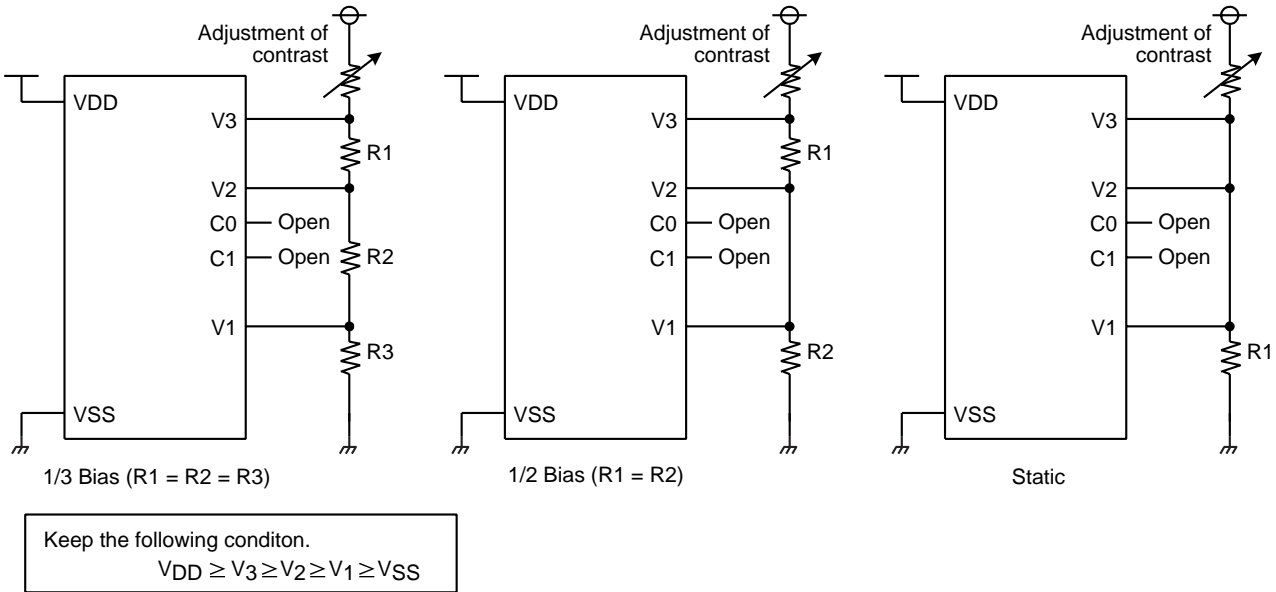 Adjustment of
contrast
VDD
V3
R1
V2
C0 Open
C1 Open
R2
V1
R3
VSS
1/3 Bias (R1 = R2 = R3)
Adjustment of
contrast
VDD
V3
R1
V2
C0 Open
C1 Open
V1
R2
VSS
1/2 Bias (R1 = R2)
Adjustment of
contrast
VDD
V3
V2
C0 Open
C1 Open
V1
R1
VSS
Static
Keep the following conditon.
VDD ≥ V3 ≥ V2 ≥ V1 ≥ VSS